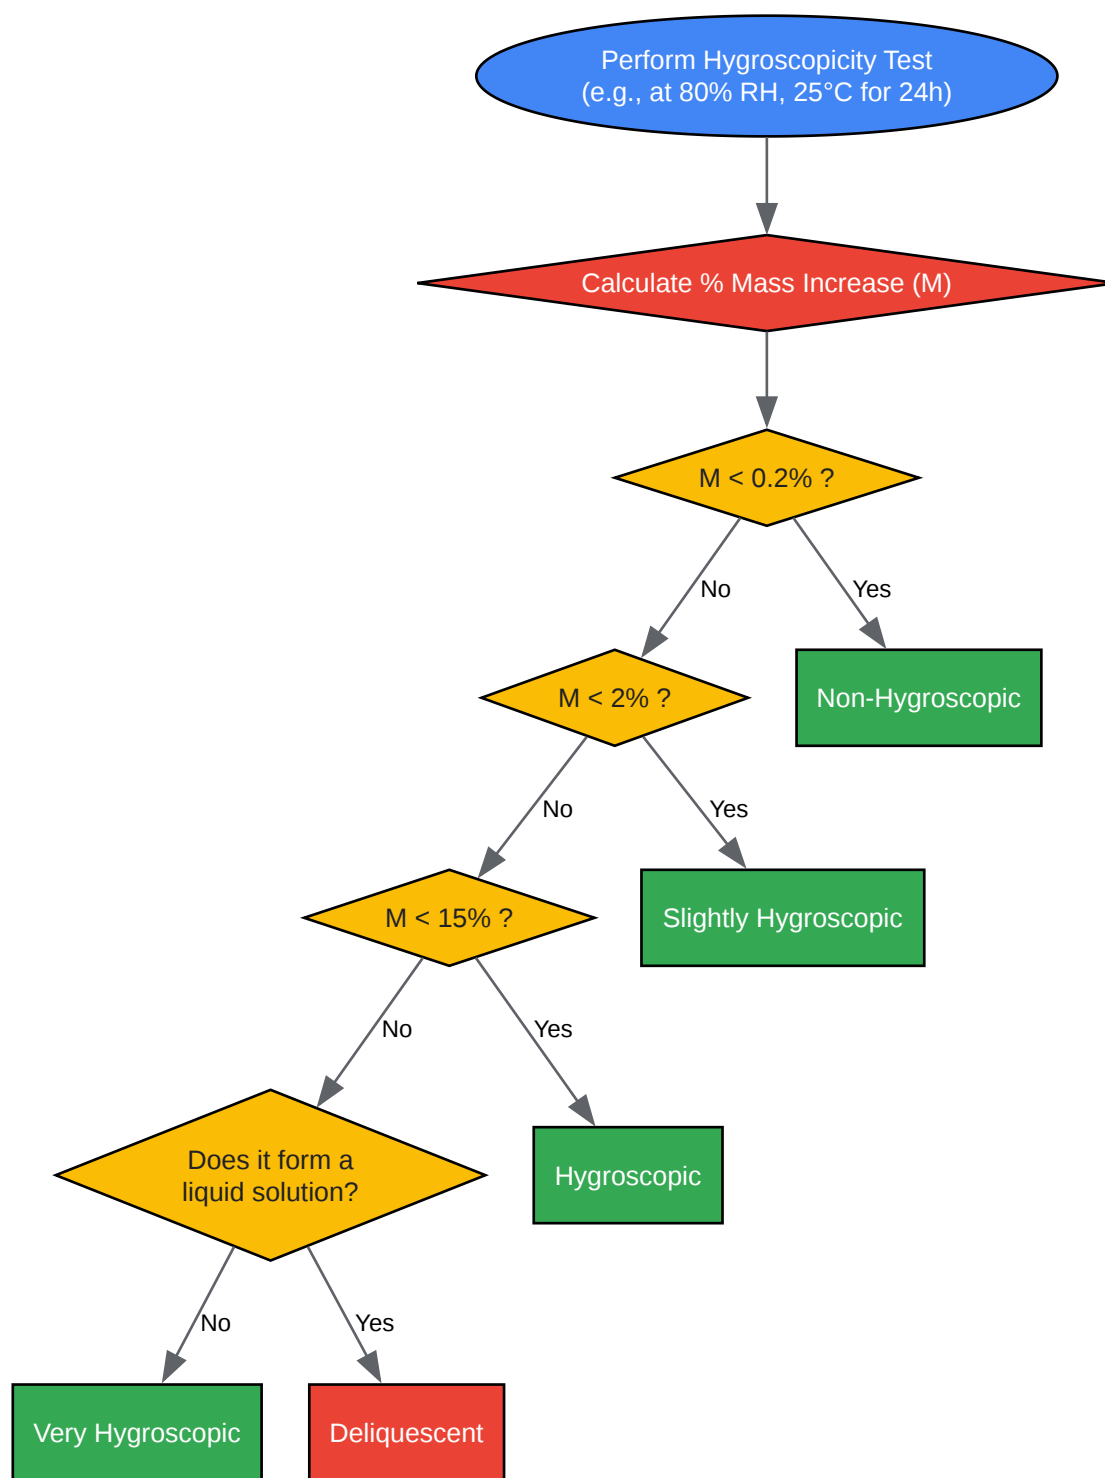 Perform Hygroscopicity Test
(e.g., at 80% RH, 25°C for 24h)
Calculate % Mass Increase (M)
M < 0.2% ?
No
Yes
M < 2% ?
Non-Hygroscopic
No
Yes
M < 15% ?
Slightly Hygroscopic
No
Yes
Does it form a
liquid solution?
Hygroscopic
No
Yes
Very Hygroscopic
Deliquescent